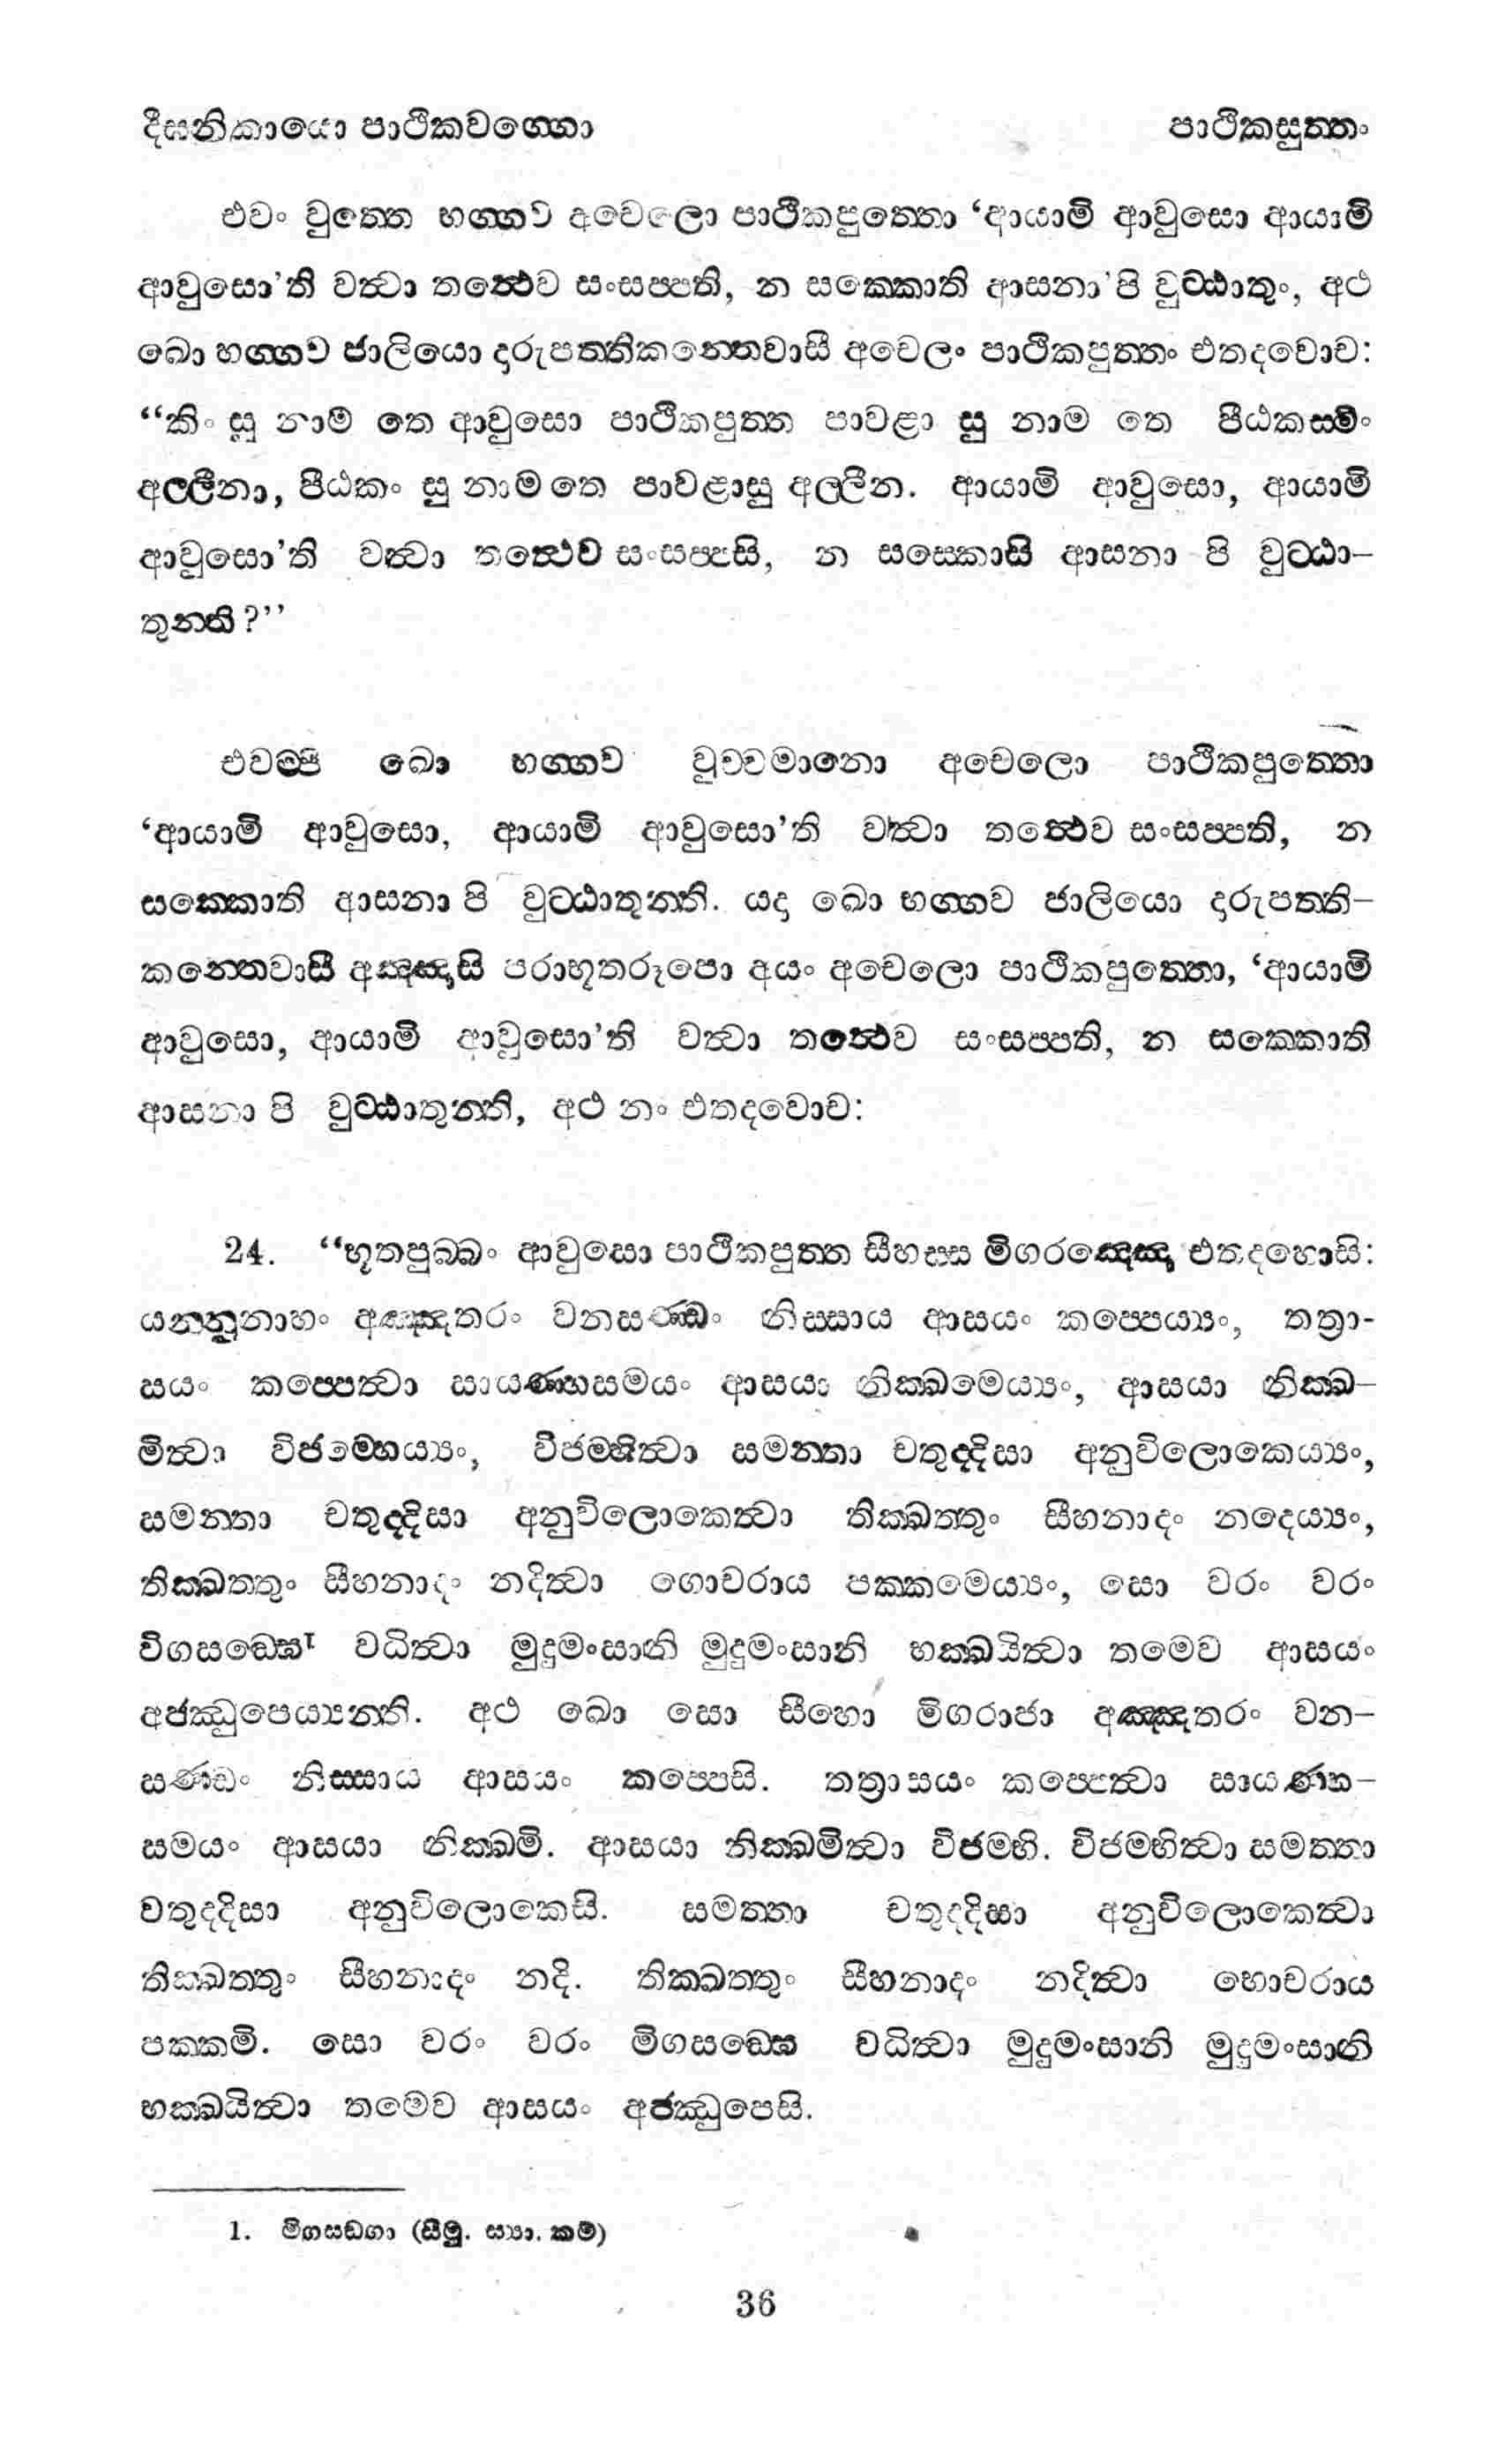 දීඝනිකායො පාථිකවග්ගො පාථිකසුත්තං
එවං වුත්තෙ භග්ගව අචෙලො පාථිකපුත්තො ‘ආයාමි ආවුසො ආයාමි
ආවුසො’ති වත්වා තත්ථෙව සංසප්පති, න සක්කොති ආසනා’පි වුට්ඨාතුං, අථ
ඛො භග්ගව ජාලියො දාරුපත්තිකන්තෙවාසී අචෙලං පාථිකපුත්තං එතදවොච:
“කිං සු නාම තෙ ආවුසො පාථිකපුත්ත පාවළා සු නාම තෙ පීඨකස්මිං
අල්ලීනා, පීඨකං සු නාම තෙ පාවළාසු අල්ලීන. ආයාමි ආවුසො, ආයාමි
ආවුසො’ති වත්වා තත්ථෙව සංසප්පසි, න සස්කොසි ආසනා පි වුට්ඨා–
තුන්ති?’’
එවම්පි ඛො භග්ගව වුච්චමානො අචෙලො පාථිකපුත්තො
‘ආයාමි ආවුසො, ආයාමි ආවුසො’ති වත්වා තත්ථෙව සංසප්පති, න
සක්කොති ආසනා පි වුට්ඨාතුන්ති. යදා ඛො භග්ගව ජාලියො දාරුපත්ති–
කන්තෙවාසී අඤ්ඤාසි පරාභූතරූපො අයං අචෙලො පාථිකපුත්තො, ‘ආයාමි
ආවුසො, ආයාමි ආවුසො’ති වත්වා තත්ථෙව සංසප්පති, න සක්කොති
ආසනා පි වුට්ඨාතුන්ති, අථ නං එතදවොච:
24. “භූතපුබ්බං ආවුසො පාථිකපුත්ත සීහස්ස මිගරඤ්ඤො එතදහොසි:
යන්නූනාහං අඤ්ඤතරං වනසණ්ඩං නිස්සාය ආසයං කප්පෙය්‍යං, තත්‍රා-
සයං කප්පෙත්වා සායණ්හසමයං ආසයා නික්ඛමෙය්‍යං, ආසයා නික්ඛ–
මිත්වා විජම්හෙය්‍යං, විජම්භිත්වා සමන්තා චතුද්දිසා අනුවිලොකෙය්‍යං,
සමන්තා චතුද්දිසා අනුවිලොකෙත්වා තික්ඛත්තුං සීහනාදං නදෙය්‍යං,
තික්ඛත්තුං සීහනාදං නදිත්වා ගොචරාය පක්කමෙය්‍යං, සො වරං වරං
විගසඞ්ඝෙ¹ වධිත්වා මුදුමංසානි මුදුමංසානි භක්ඛයිත්වා තමෙව ආසයං
අජ්ඣුපෙය්‍යන්ති. අථ ඛො සො සීහො මිගරාජා අඤ්ඤතරං වන–
සණ්ඩං නිස්සාය ආසයං කප්පෙසි. තත්‍රාසයං කප්පෙත්වා සායණ්හ–
සමයං ආසයා නික්ඛමි. ආසයා නික්ඛමිත්වා විජම්භි. විජම්භිත්වා සමත්තා
චතුද්දිසා අනුවිලොකෙසි. සමත්තා චතුද්දිසා අනුවිලොකෙත්වා
තික්ඛත්තුං සීහනාදං නදි. තික්ඛත්තුං සීහනාදං නදිත්වා භොචරාය
පක්කමි. සො වරං වරං මිගසඞ්ඝෙ වධිත්වා මුදුමංසානි මුදුමංසානි
භක්ඛයිත්වා තමෙව ආසයං අජ්ඣුපෙසි.
1. මිගසඞගා (සීමු. ස්‍යා. කම්)
36